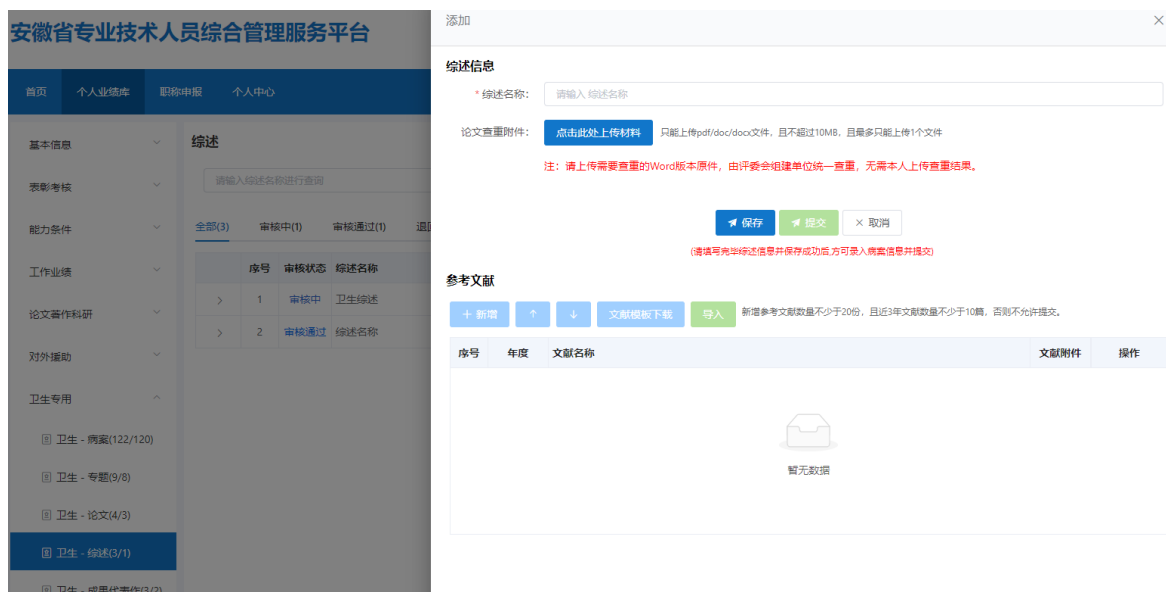 安徽省专业技术人员综合管理服务平台
首页 个人业绩库 职称申报 个人中心
基本信息
表彰考核
能力条件
工作业绩
论文著作科研
对外援助
卫生专用
卫生 - 病案(122/120)
卫生 - 专题(9/8)
卫生 - 论文(4/3)
卫生 - 综述(3/1)
卫生 - 成果代表作(3/2)
综述
请输入综述名称进行查询
全部(3) 审核中(1) 审核通过(1) 退回
序号 审核状态 综述名称
1 审核中 卫生综述
2 审核通过 综述名称
添加
综述信息
* 综述名称: 请输入 综述名称
论文查重附件: 点击此处上传材料 只能上传pdf/doc/docx文件，且不超过10MB，且最多只能上传1个文件
注：请上传需要查重的Word版本原件，由评委会组建单位统一查重，无需本人上传查重结果。
保存 提交 × 取消
(请填写完毕综述信息并保存成功后,方可录入病案信息并提交)
参考文献
+ 新增 ↑ ↓ 文献模板下载 导入 新增参考文献数量不少于20份，且近3年文献数量不少于10篇，否则不允许提交。
序号 年度 文献名称 文献附件 操作
暂无数据